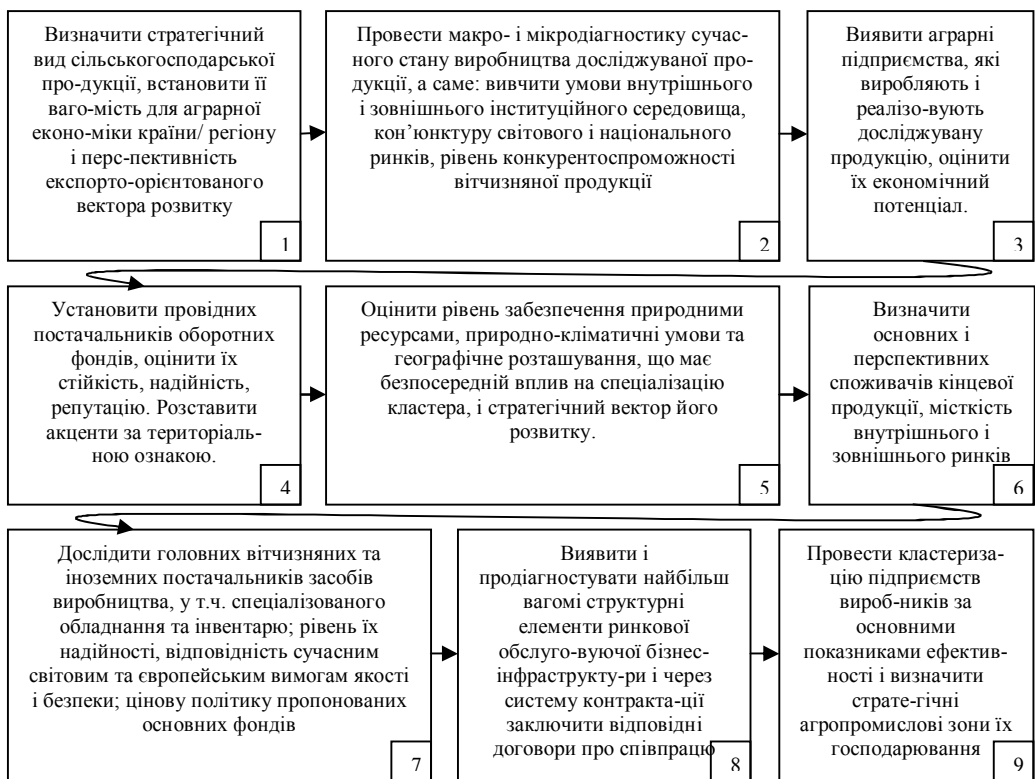 Визначити стратегічний
вид сільськогосподарської
про-дукції, встановити її
ваго-мість для аграрної
еконо-міки країни/ регіону
і перс-пективність
експорто-орієнтованого
вектора розвитку
1
Провести макро- і мікродіагностику сучас-
ного стану виробництва досліджуваної про-
дукції, а саме: вивчити умови внутрішнього
і зовнішнього інституційного середовища,
кон’юнктуру світового і національного
ринків, рівень конкурентоспроможності
вітчизняної продукції
2
Виявити аграрні
підприємства, які
виробляють і
реалізо-вують
досліджувану
продукцію, оцінити
їх економічний
потенціал.
3
Установити провідних
постачальників оборотних
фондів, оцінити їх
стійкість, надійність,
репутацію. Розставити
акценти за територіаль-
ною ознакою.
4
Оцінити рівень забезпечення природними
ресурсами, природно-кліматичні умови та
географічне розташування, що має
безпосередній вплив на спеціалізацію
кластера, і стратегічний вектор його
розвитку.
5
Визначити
основних і
перспективних
споживачів кінцевої
продукції, місткість
внутрішнього і
зовнішнього ринків
6
Дослідити головних вітчизняних та
іноземних постачальників засобів
виробництва, у т.ч. спеціалізованого
обладнання та інвентарю; рівень їх
надійності, відповідність сучасним
світовим та європейським вимогам якості
і безпеки; цінову політику пропонованих
основних фондів
7
Виявити і
продіагностувати найбільш
вагомі структурні
елементи ринкової
обслуго-вуючої бізнес-
інфраструкту-ри і через
систему контракта-ції
заключити відповідні
договори про співпрацю
8
Провести кластериза-
цію підприємств
вироб-ників за
основними
показниками ефектив-
ності і визначити
страте-гічні
агропромислові зони їх
господарювання
9